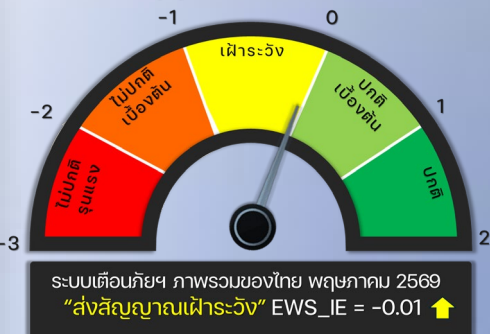 -1
0
เฝ้าระวัง
ไม่ปกติ
เบื้องต้น
ปกติ
เบื้องต้น
-2
1
ไม่ปกติ
รุนแรง
ปกติ
-3
2
ระบบเตือนภัยฯ ภาพรวมของไทย พฤษภาคม 2569
“ส่งสัญญาณเฝ้าระวัง” EWS_IE = -0.01